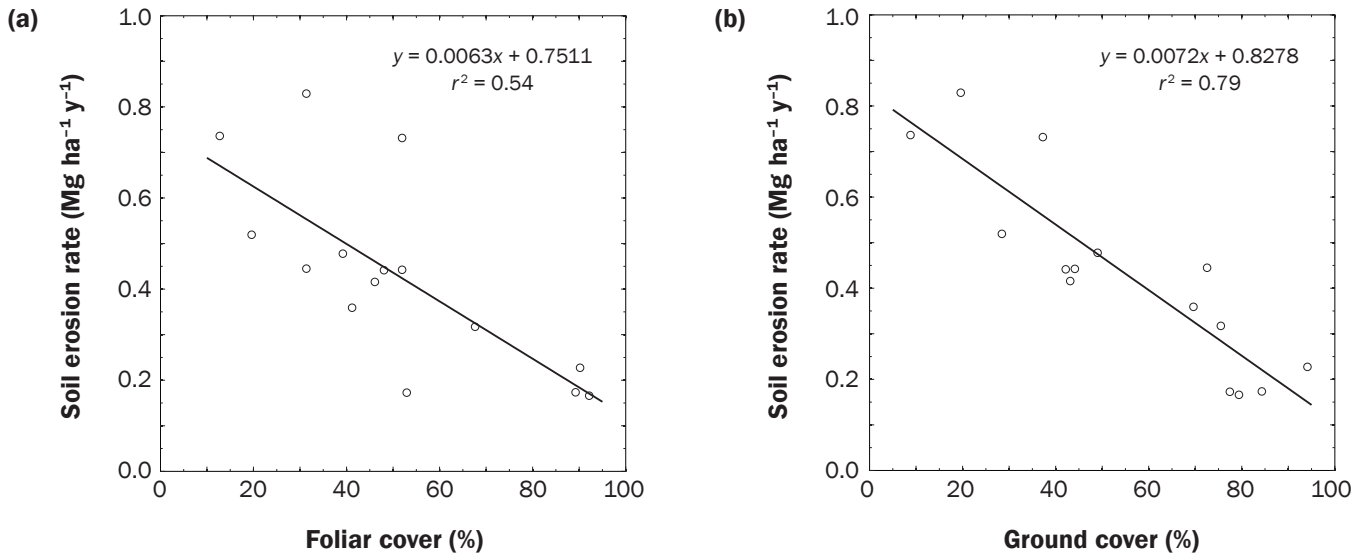 (a)
Soil erosion rate (Mg ha⁻¹ y⁻¹)
1.0
0.8
0.6
0.4
0.2
0.0
y = 0.0063x + 0.7511
r² = 0.54
0 20 40 60 80 100
Foliar cover (%)
(b)
Soil erosion rate (Mg ha⁻¹ y⁻¹)
1.0
0.8
0.6
0.4
0.2
0.0
y = 0.0072x + 0.8278
r² = 0.79
0 20 40 60 80 100
Ground cover (%)